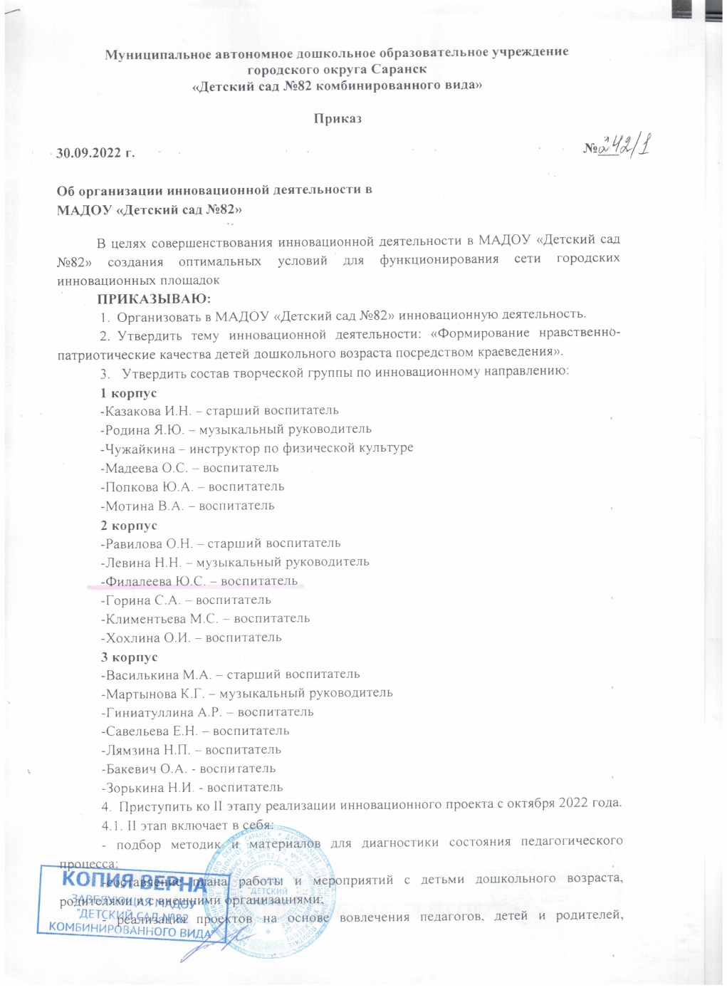 Муниципальное автономное дошкольное образовательное учреждение
городского округа Саранск
«Детский сад №82 комбинированного вида»
Приказ
30.09.2022 г. №242/1
Об организации инновационной деятельности в
МАДОУ «Детский сад №82»
В целях совершенствования инновационной деятельности в МАДОУ «Детский сад
№82» создания оптимальных условий для функционирования сети городских
инновационных площадок
ПРИКАЗЫВАЮ:
1. Организовать в МАДОУ «Детский сад №82» инновационную деятельность.
2. Утвердить тему инновационной деятельности: «Формирование нравственно-
патриотические качества детей дошкольного возраста посредством краеведения».
3. Утвердить состав творческой группы по инновационному направлению:
1 корпус
-Казакова И.Н. – старший воспитатель
-Родина Я.Ю. – музыкальный руководитель
-Чужайкина – инструктор по физической культуре
-Мадеева О.С. – воспитатель
-Попкова Ю.А. – воспитатель
-Мотина В.А. – воспитатель
2 корпус
-Равилова О.Н. – старший воспитатель
-Левина Н.Н. – музыкальный руководитель
-Филалеева Ю.С. – воспитатель
-Горина С.А. – воспитатель
-Климентьева М.С. – воспитатель
-Хохлина О.И. – воспитатель
3 корпус
-Василькина М.А. – старший воспитатель
-Мартынова К.Г. – музыкальный руководитель
-Гиниатуллина А.Р. – воспитатель
-Савельева Е.Н. – воспитатель
-Лямзина Н.П. – воспитатель
-Бакевич О.А. - воспитатель
-Зорькина Н.И. - воспитатель
4. Приступить ко II этапу реализации инновационного проекта с октября 2022 года.
4.1. II этап включает в себя:
- подбор методик и материалов для диагностики состояния педагогического
процесса;
-составление плана работы и мероприятий с детьми дошкольного возраста,
родителями и с внешними организациями;
- реализация проектов на основе вовлечения педагогов, детей и родителей,
КОПИЯ ВЕРНА
ЗАВЕДУЮЩАЯ МАДОУ
"ДЕТСКИЙ САД №82
КОМБИНИРОВАННОГО ВИДА"
"ДЕТСКИЙ